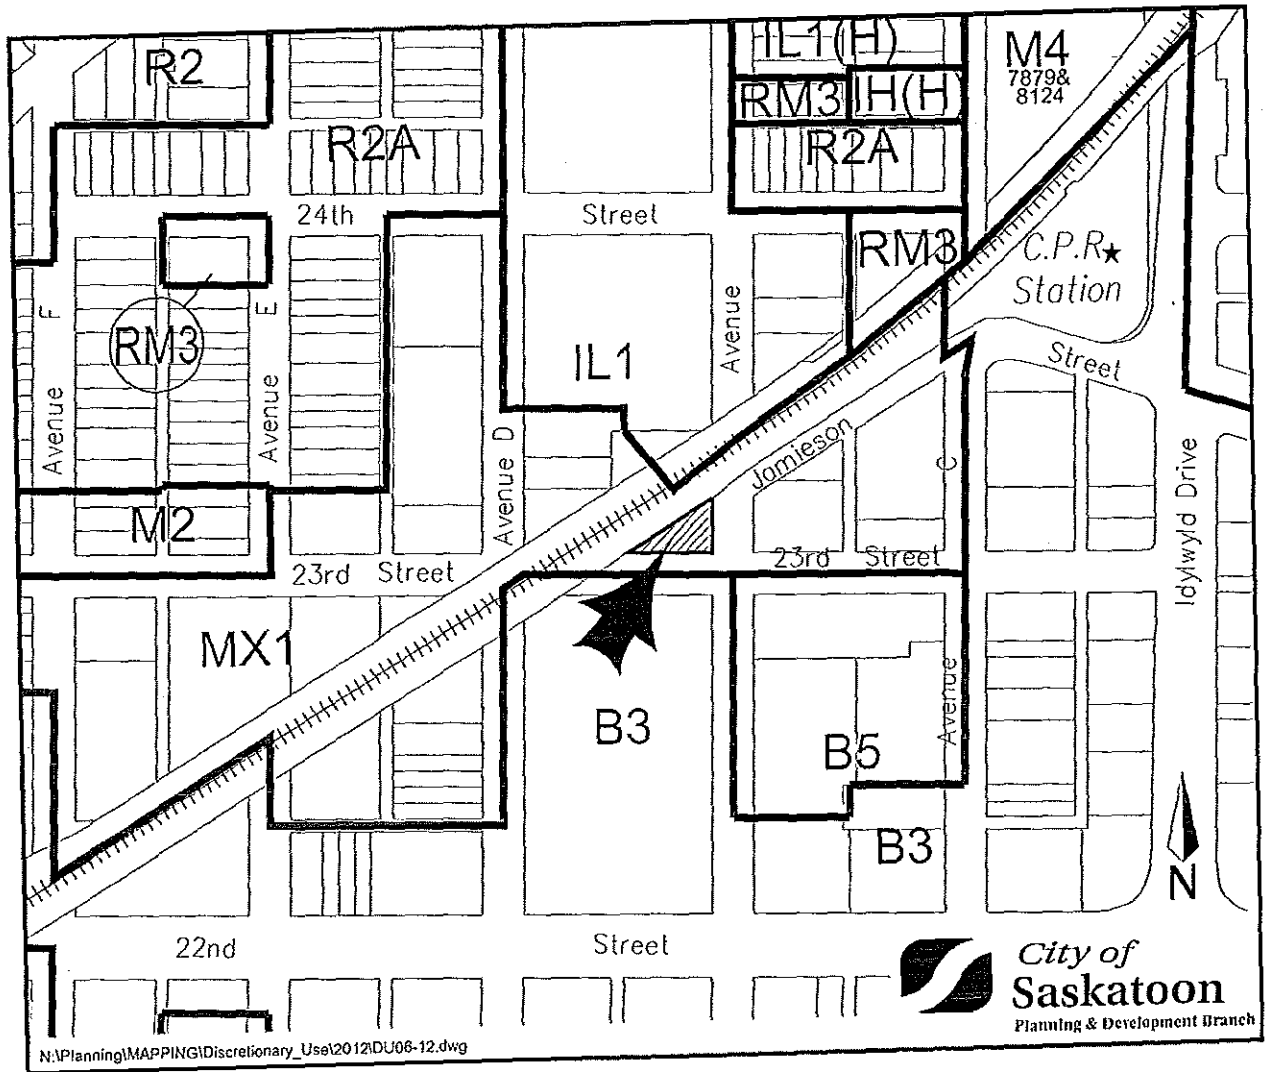 R2
IL1(H)
M4
7879&
8124
RM3
IH(H)
R2A
R2A
24th
Street
RM3
C.P.R
Station
F
E
Avenue
RM3
IL1
Street
Avenue
Avenue
Avenue D
Jamieson
C
Idylwyld Drive
M2
23rd Street
23rd Street
MX1
B3
B5
Avenue
B3
N
22nd
Street
City of
Saskatoon
Planning & Development Branch
N:\Planning\MAPPING\Discretionary_Use\2012\DU06-12.dwg